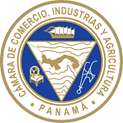 CÁMARA DE COMERCIO, INDUSTRIAS Y AGRICULTURA
• PANAMÁ •